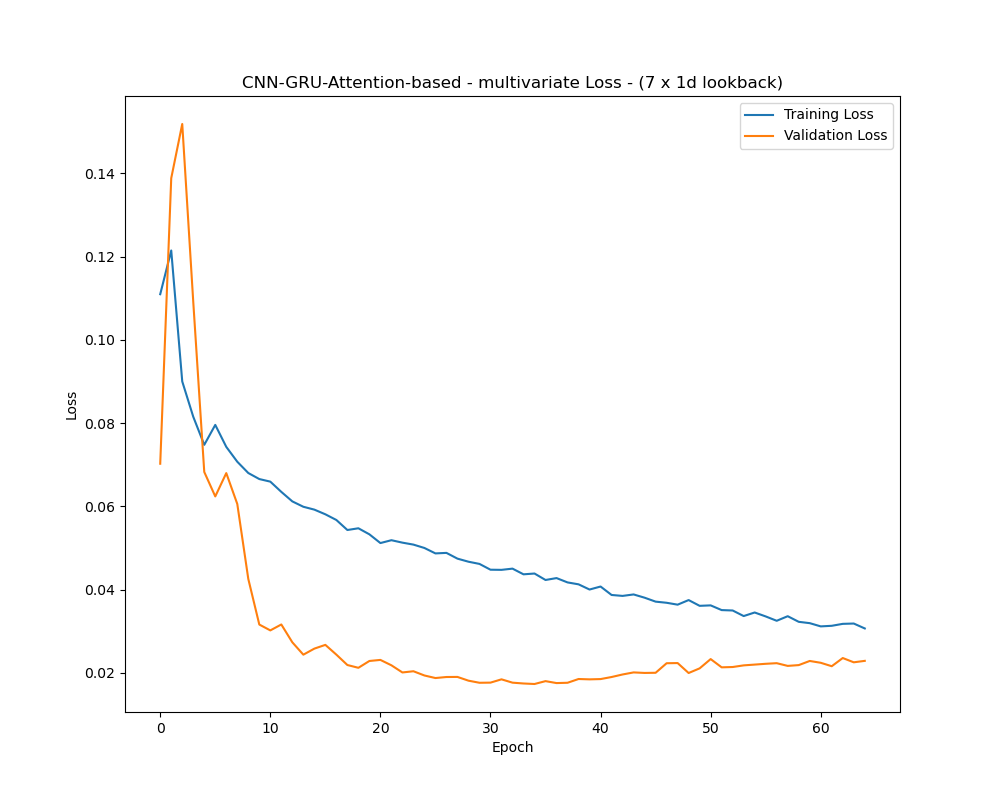 CNN-GRU-Attention-based - multivariate Loss - (7 x 1d lookback)
Training Loss
Validation Loss
0.14
0.12
0.10
0.08
0.06
0.04
0.02
Loss
0 10 20 30 40 50 60
Epoch